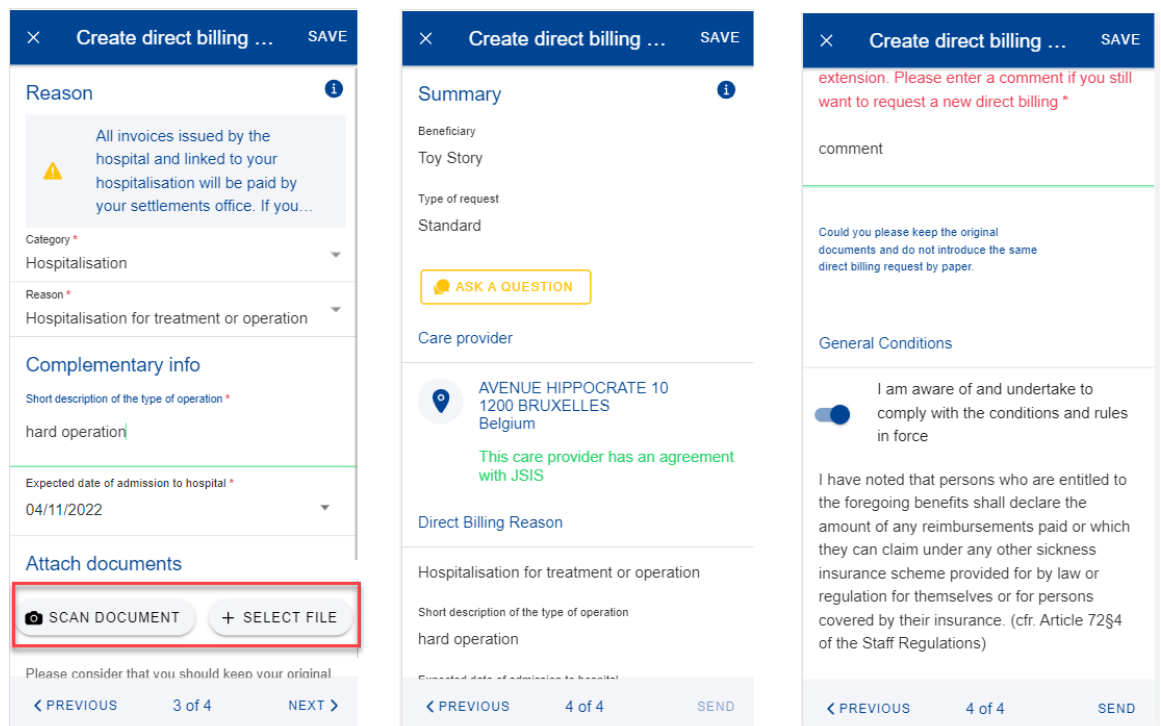 Create direct billing ... SAVE
Reason
All invoices issued by the
hospital and linked to your
hospitalisation will be paid by
your settlements office. If you...
Category *
Hospitalisation
Reason *
Hospitalisation for treatment or operation
Complementary info
Short description of the type of operation *
hard operation
Expected date of admission to hospital *
04/11/2022
Attach documents
SCAN DOCUMENT + SELECT FILE
Please consider that you should keep your original
PREVIOUS 3 of 4 NEXT
Create direct billing ... SAVE
Summary
Beneficiary
Toy Story
Type of request
Standard
ASK A QUESTION
Care provider
AVENUE HIPPOCRATE 10
1200 BRUXELLES
Belgium
This care provider has an agreement
with JSIS
Direct Billing Reason
Hospitalisation for treatment or operation
Short description of the type of operation
hard operation
Expected date of admission to hospital
PREVIOUS 4 of 4 SEND
Create direct billing ... SAVE
extension. Please enter a comment if you still
want to request a new direct billing *
comment
Could you please keep the original
documents and do not introduce the same
direct billing request by paper.
General Conditions
I am aware of and undertake to
comply with the conditions and rules
in force
I have noted that persons who are entitled to
the foregoing benefits shall declare the
amount of any reimbursements paid or which
they can claim under any other sickness
insurance scheme provided for by law or
regulation for themselves or for persons
covered by their insurance. (cfr. Article 72§4
of the Staff Regulations)
PREVIOUS 4 of 4 SEND